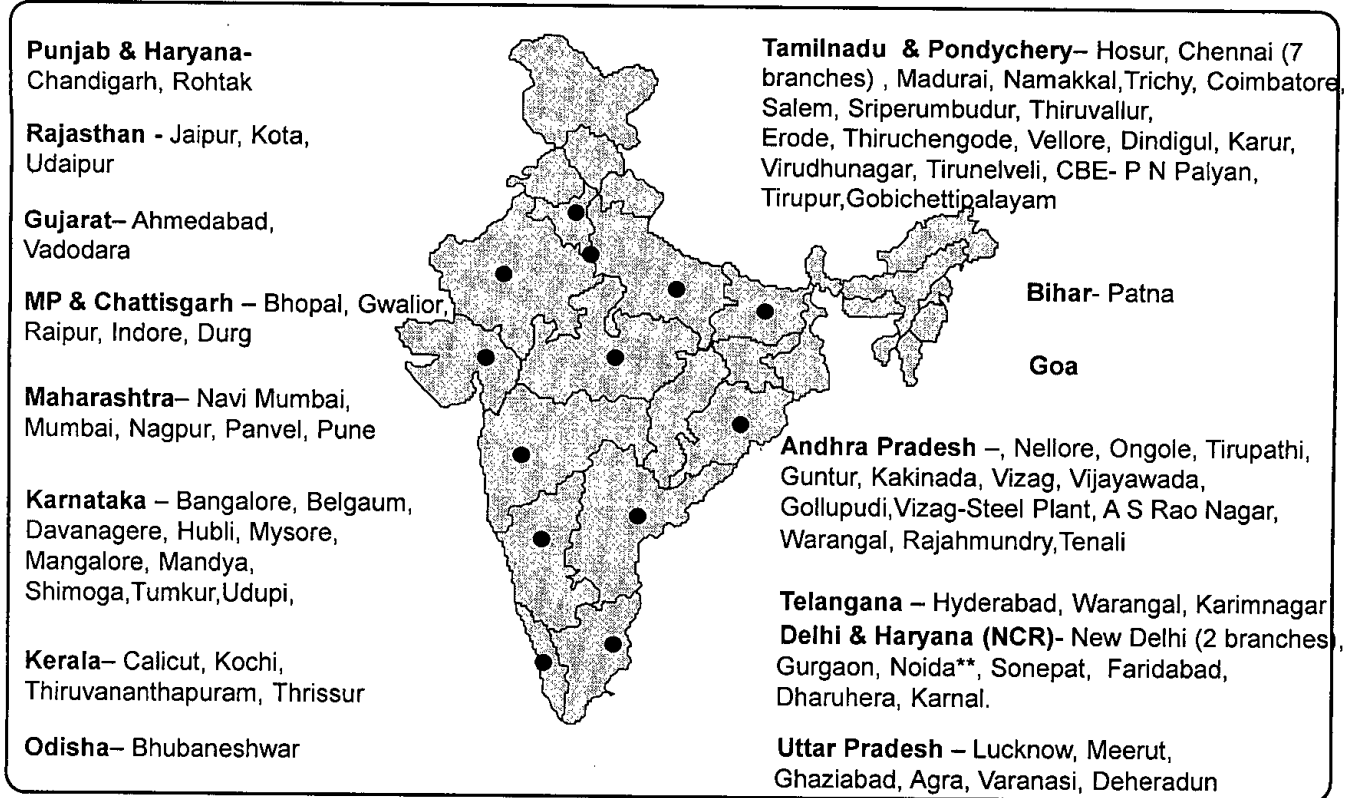 Punjab & Haryana-
Chandigarh, Rohtak
Rajasthan - Jaipur, Kota,
Udaipur
Gujarat– Ahmedabad,
Vadodara
MP & Chattisgarh – Bhopal, Gwalior,
Raipur, Indore, Durg
Maharashtra– Navi Mumbai,
Mumbai, Nagpur, Panvel, Pune
Karnataka – Bangalore, Belgaum,
Davanagere, Hubli, Mysore,
Mangalore, Mandya,
Shimoga,Tumkur,Udupi,
Kerala– Calicut, Kochi,
Thiruvananthapuram, Thrissur
Odisha– Bhubaneshwar
Tamilnadu & Pondychery– Hosur, Chennai (7
branches) , Madurai, Namakkal,Trichy, Coimbatore,
Salem, Sriperumbudur, Thiruvallur,
Erode, Thiruchengode, Vellore, Dindigul, Karur,
Virudhunagar, Tirunelveli, CBE- P N Palyan,
Tirupur,Gobichettipalayam
Bihar- Patna
Goa
Andhra Pradesh –, Nellore, Ongole, Tirupathi,
Guntur, Kakinada, Vizag, Vijayawada,
Gollupudi,Vizag-Steel Plant, A S Rao Nagar,
Warangal, Rajahmundry,Tenali
Telangana – Hyderabad, Warangal, Karimnagar
Delhi & Haryana (NCR)- New Delhi (2 branches),
Gurgaon, Noida**, Sonepat, Faridabad,
Dharuhera, Karnal.
Uttar Pradesh – Lucknow, Meerut,
Ghaziabad, Agra, Varanasi, Deheradun